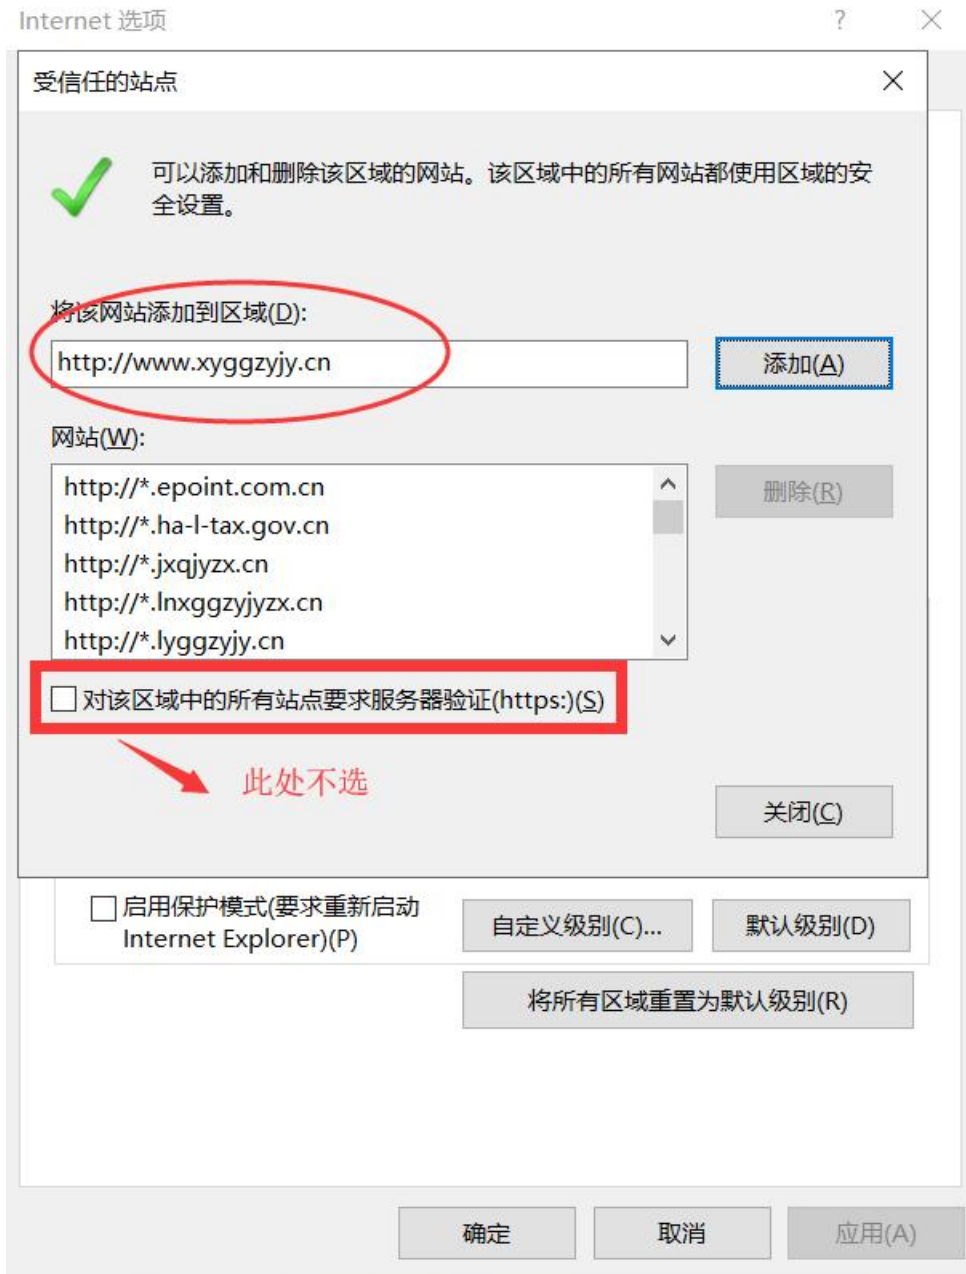 Internet 选项
受信任的站点
可以添加和删除该区域的网站。该区域中的所有网站都使用区域的安
全设置。
将该网站添加到区域(D):
http://www.xyggzyjy.cn
添加(A)
网站(W):
http://*.epoint.com.cn
http://*.ha-l-tax.gov.cn
http://*.jxqjyzx.cn
http://*.lnxggzyjyzx.cn
http://*.lyggzyjy.cn
删除(R)
对该区域中的所有站点要求服务器验证(https:)(S)
此处不选
关闭(C)
启用保护模式(要求重新启动
Internet Explorer)(P)
自定义级别(C)...
默认级别(D)
将所有区域重置为默认级别(R)
确定
取消
应用(A)